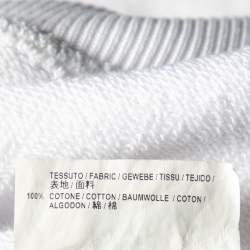 TESSUTO / FABRIC / GEWEBE / TISSU / TEJIDO /
表地 / 面料
100% COTONE / COTTON / BAUMWOLLE / COTON /
ALGODON / 綿 / 棉